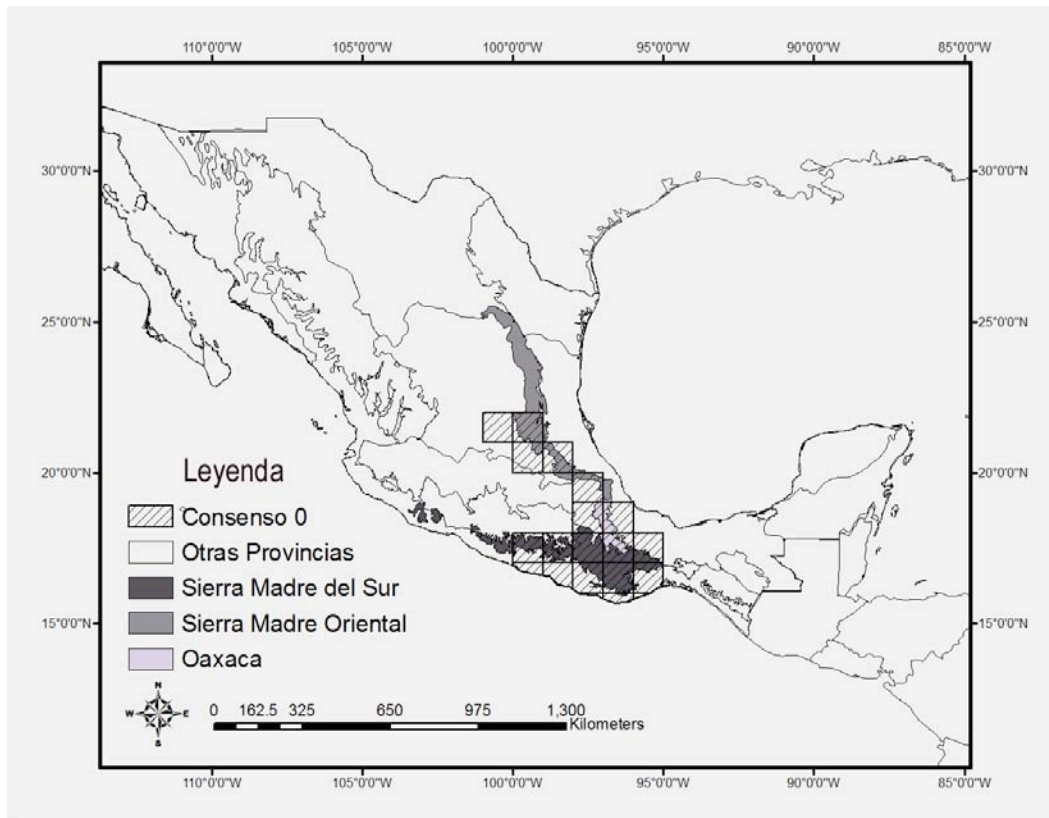 110°0'0"W 105°0'0"W 100°0'0"W 95°0'0"W 90°0'0"W 85°0'0"W
30°0'0"N 30°0'0"N
25°0'0"N 25°0'0"N
20°0'0"N 20°0'0"N
15°0'0"N 15°0'0"N
Leyenda
Consenso 0
Otras Provincias
Sierra Madre del Sur
Sierra Madre Oriental
Oaxaca
N
W E
S
0 162.5 325 650 975 1,300
Kilometers
110°0'0"W 105°0'0"W 100°0'0"W 95°0'0"W 90°0'0"W 85°0'0"W